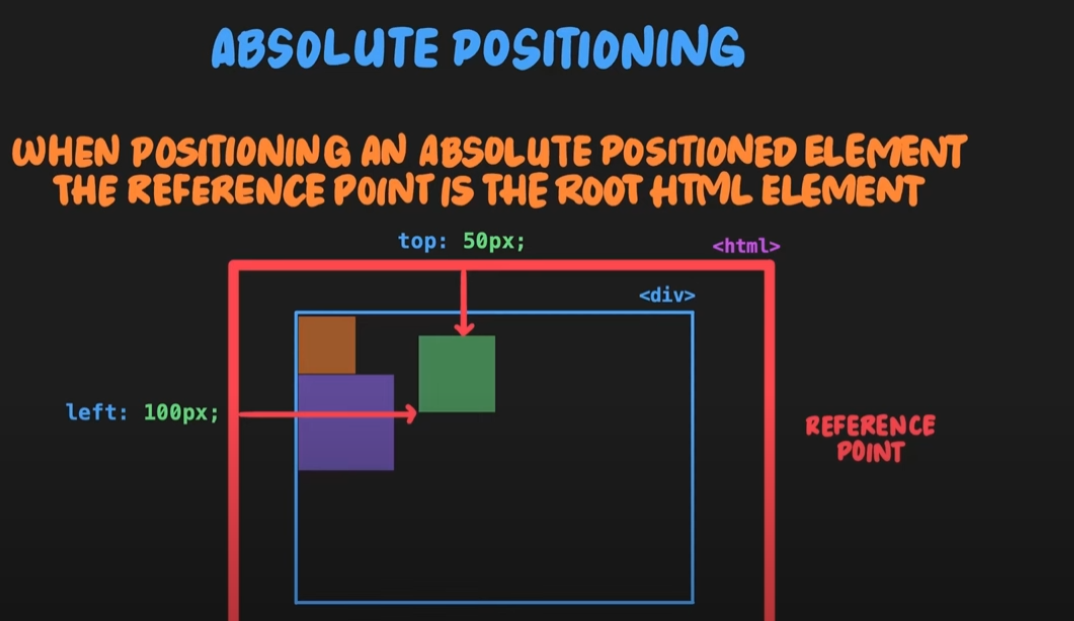 ABSOLUTE POSITIONING
WHEN POSITIONING AN ABSOLUTE POSITIONED ELEMENT
THE REFERENCE POINT IS THE ROOT HTML ELEMENT
top: 50px;
<html>
<div>
left: 100px;
REFERENCE
POINT